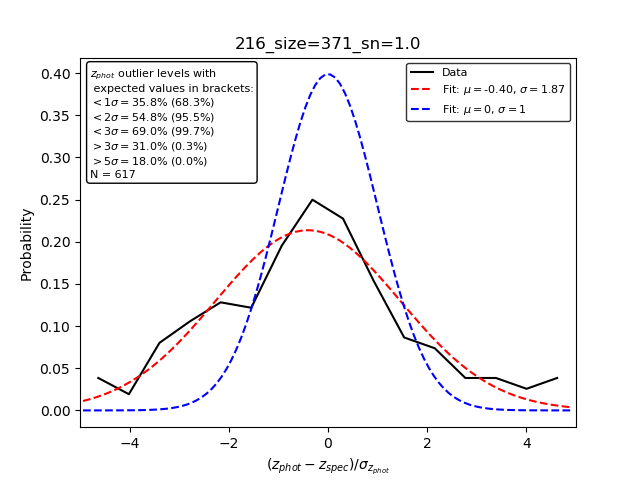 216_size=371_sn=1.0
z_phot outlier levels with
expected values in brackets:
<1σ = 35.8% (68.3%)
<2σ = 54.8% (95.5%)
<3σ = 69.0% (99.7%)
>3σ = 31.0% (0.3%)
>5σ = 18.0% (0.0%)
N = 617
Data
Fit: μ = -0.40, σ = 1.87
Fit: μ = 0, σ = 1
Probability
0.40
0.35
0.30
0.25
0.20
0.15
0.10
0.05
0.00
−4 −2 0 2 4
(z_phot − z_spec)/σ_z_phot